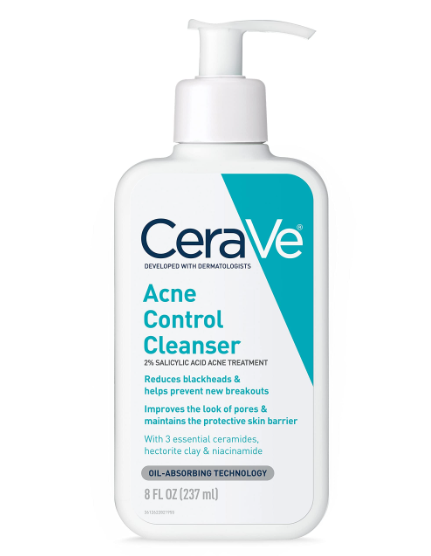 CeraVe®
DEVELOPED WITH DERMATOLOGISTS
Acne
Control
Cleanser
2% SALICYLIC ACID ACNE TREATMENT
Reduces blackheads &
helps prevent new breakouts
Improves the look of pores &
maintains the protective skin barrier
With 3 essential ceramides,
hectorite clay & niacinamide
OIL-ABSORBING TECHNOLOGY
8 FL OZ (237 ml)